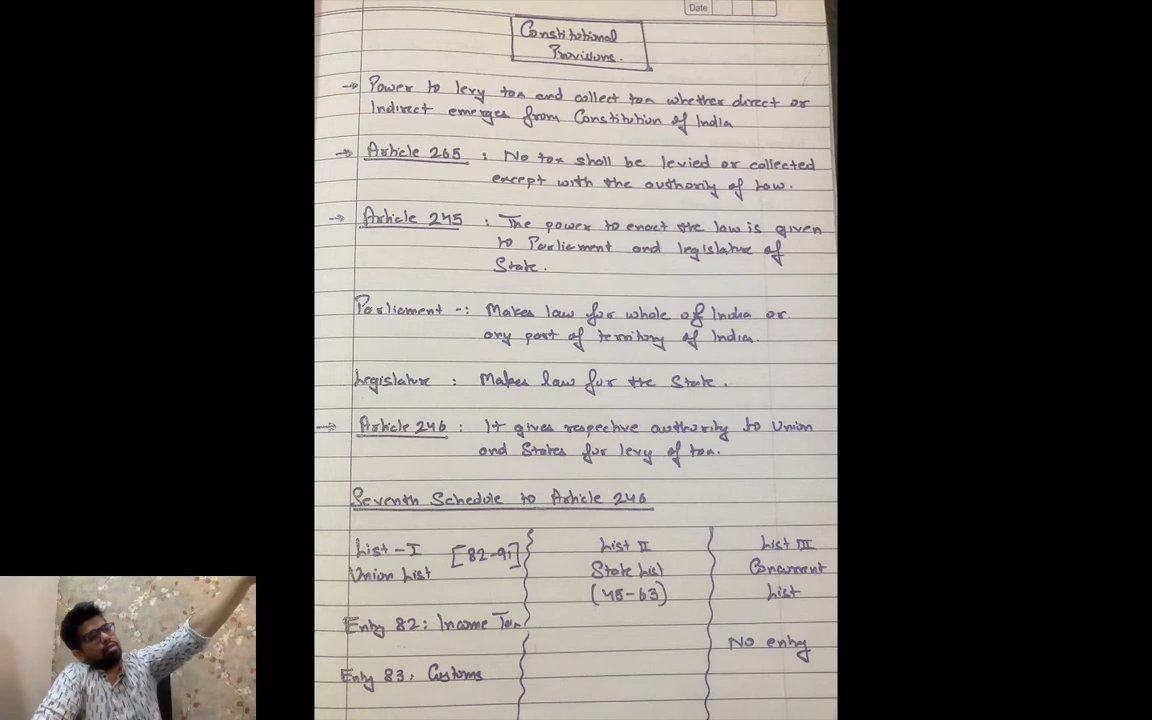 Date
Constitutional
Provisions.
→ Power to levy tax and collect tax whether direct or
Indirect emerges from Constitution of India
→ Article 265 : No tax shall be levied or collected
except with the authority of Law.
→ Article 245 : The power to enact the law is given
to Parliament and legislature of
State.
Parliament -: Makes law for whole of India or
any part of territory of India.
Legislature : Makes law for the State.
→ Article 246 : It gives respective authority to Union
and States for levy of tax.
Seventh Schedule to Article 246
List - I [82-91] List II List III
Union List State List Concurrent
(45-63) List
Entry 82: Income Tax
No entry
Entry 83: Customs